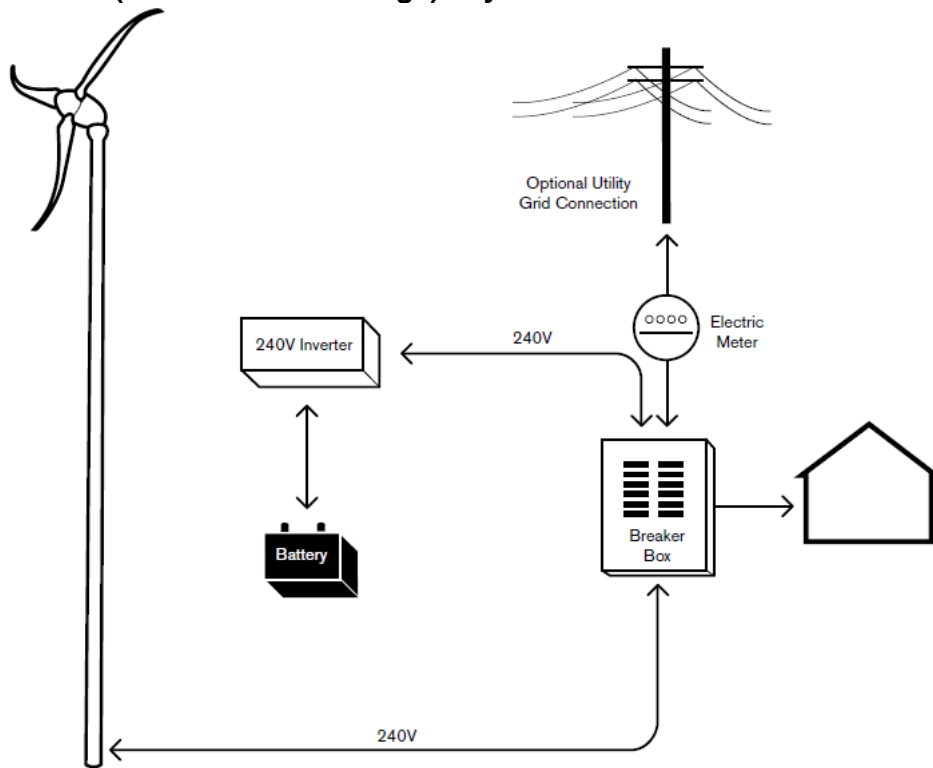 Optional Utility
Grid Connection
Electric
Meter
240V
240V Inverter
Battery
Breaker
Box
240V